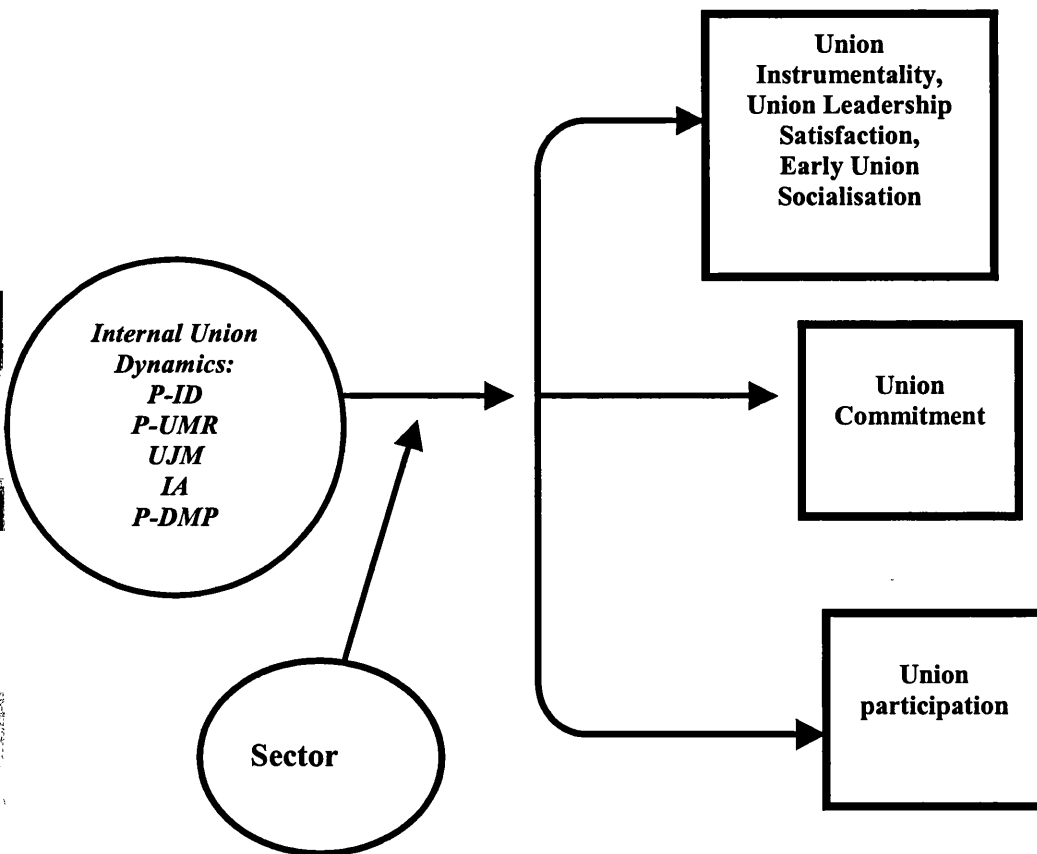 Union
Instrumentality,
Union Leadership
Satisfaction,
Early Union
Socialisation
Internal Union
Dynamics:
P-ID
P-UMR
UJM
IA
P-DMP
Union
Commitment
Union
participation
Sector